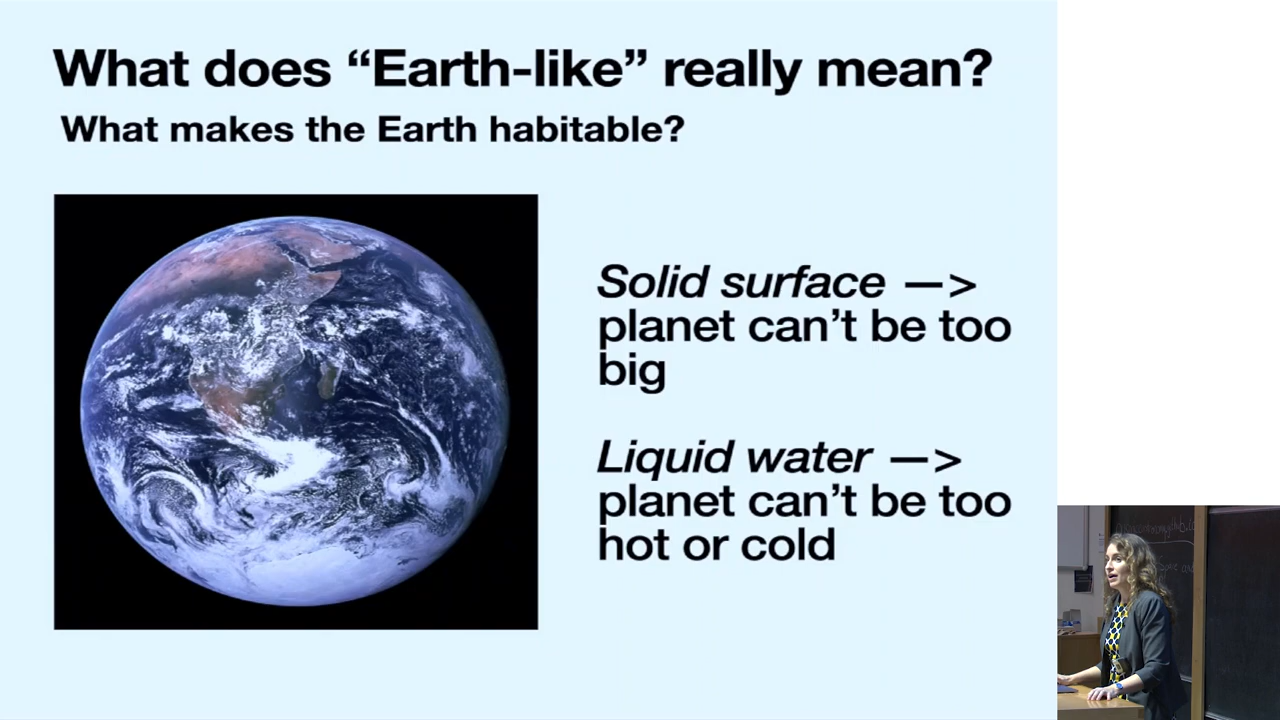 What does “Earth-like” really mean?
What makes the Earth habitable?
Solid surface —>
planet can’t be too
big
Liquid water —>
planet can’t be too
hot or cold